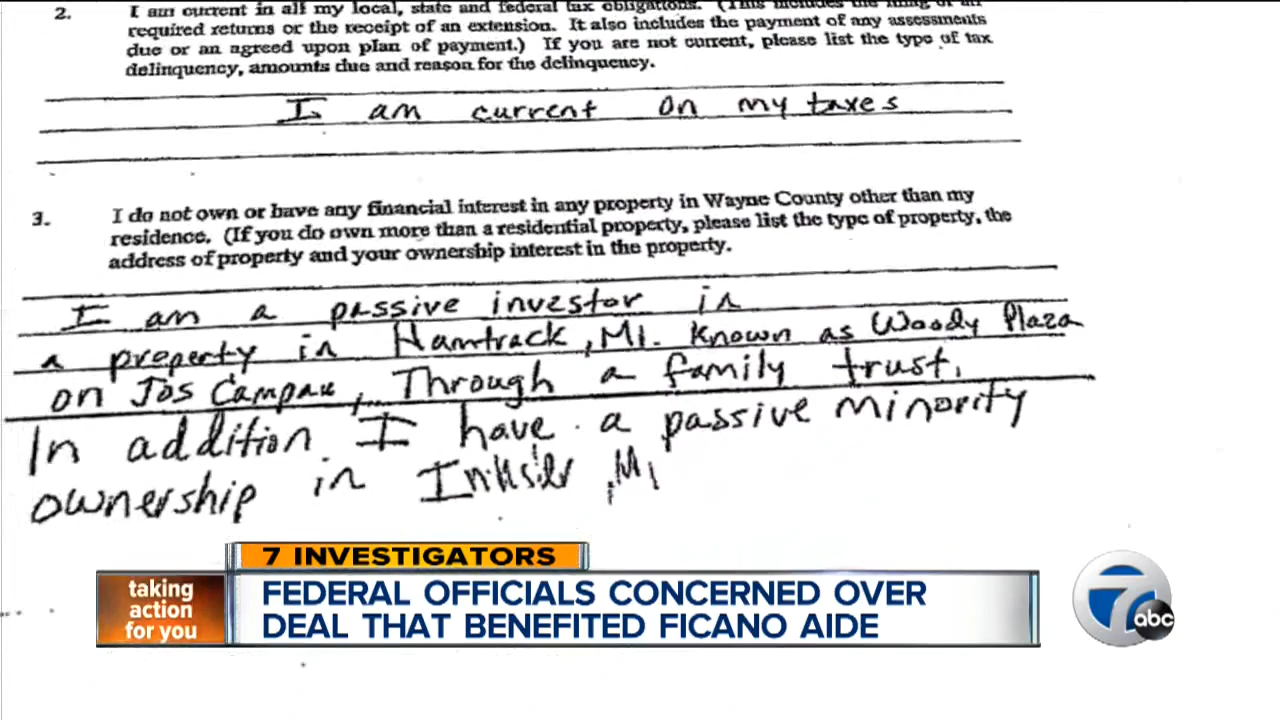 2. I am current in all my local, state and federal tax obligations. (This includes the filing of all
required returns or the receipt of an extension. It also includes the payment of any assessments
due or an agreed upon plan of payment.) If you are not current, please list the type of tax
delinquency, amounts due and reason for the delinquency.
I am current on my taxes
3. I do not own or have any financial interest in any property in Wayne County other than my
residence. (If you do own more than a residential property, please list the type of property, the
address of property and your ownership interest in the property.
I am a passive investor in
a property in Hamtrack, MI. Known as Woody Plaza
on Jos Campau, Through a family trust.
In addition I have a passive minority
ownership in Inkster, MI
7 INVESTIGATORS
taking
action
for you
FEDERAL OFFICIALS CONCERNED OVER
DEAL THAT BENEFITED FICANO AIDE
7
abc